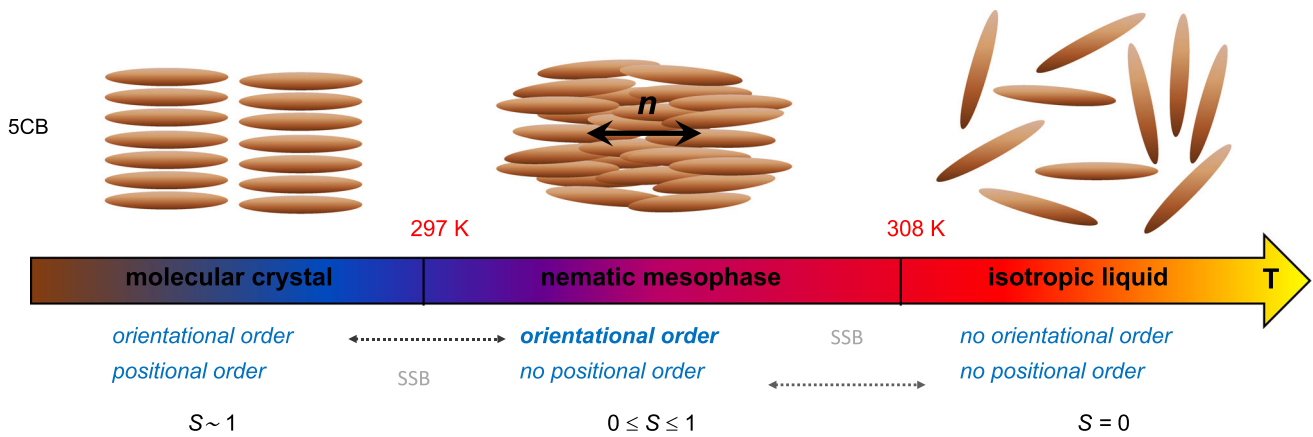 5CB
n
297 K
308 K
molecular crystal
nematic mesophase
isotropic liquid
T
orientational order
orientational order
SSB
no orientational order
positional order
SSB
no positional order
no positional order
S ~ 1
0 ≤ S ≤ 1
S = 0